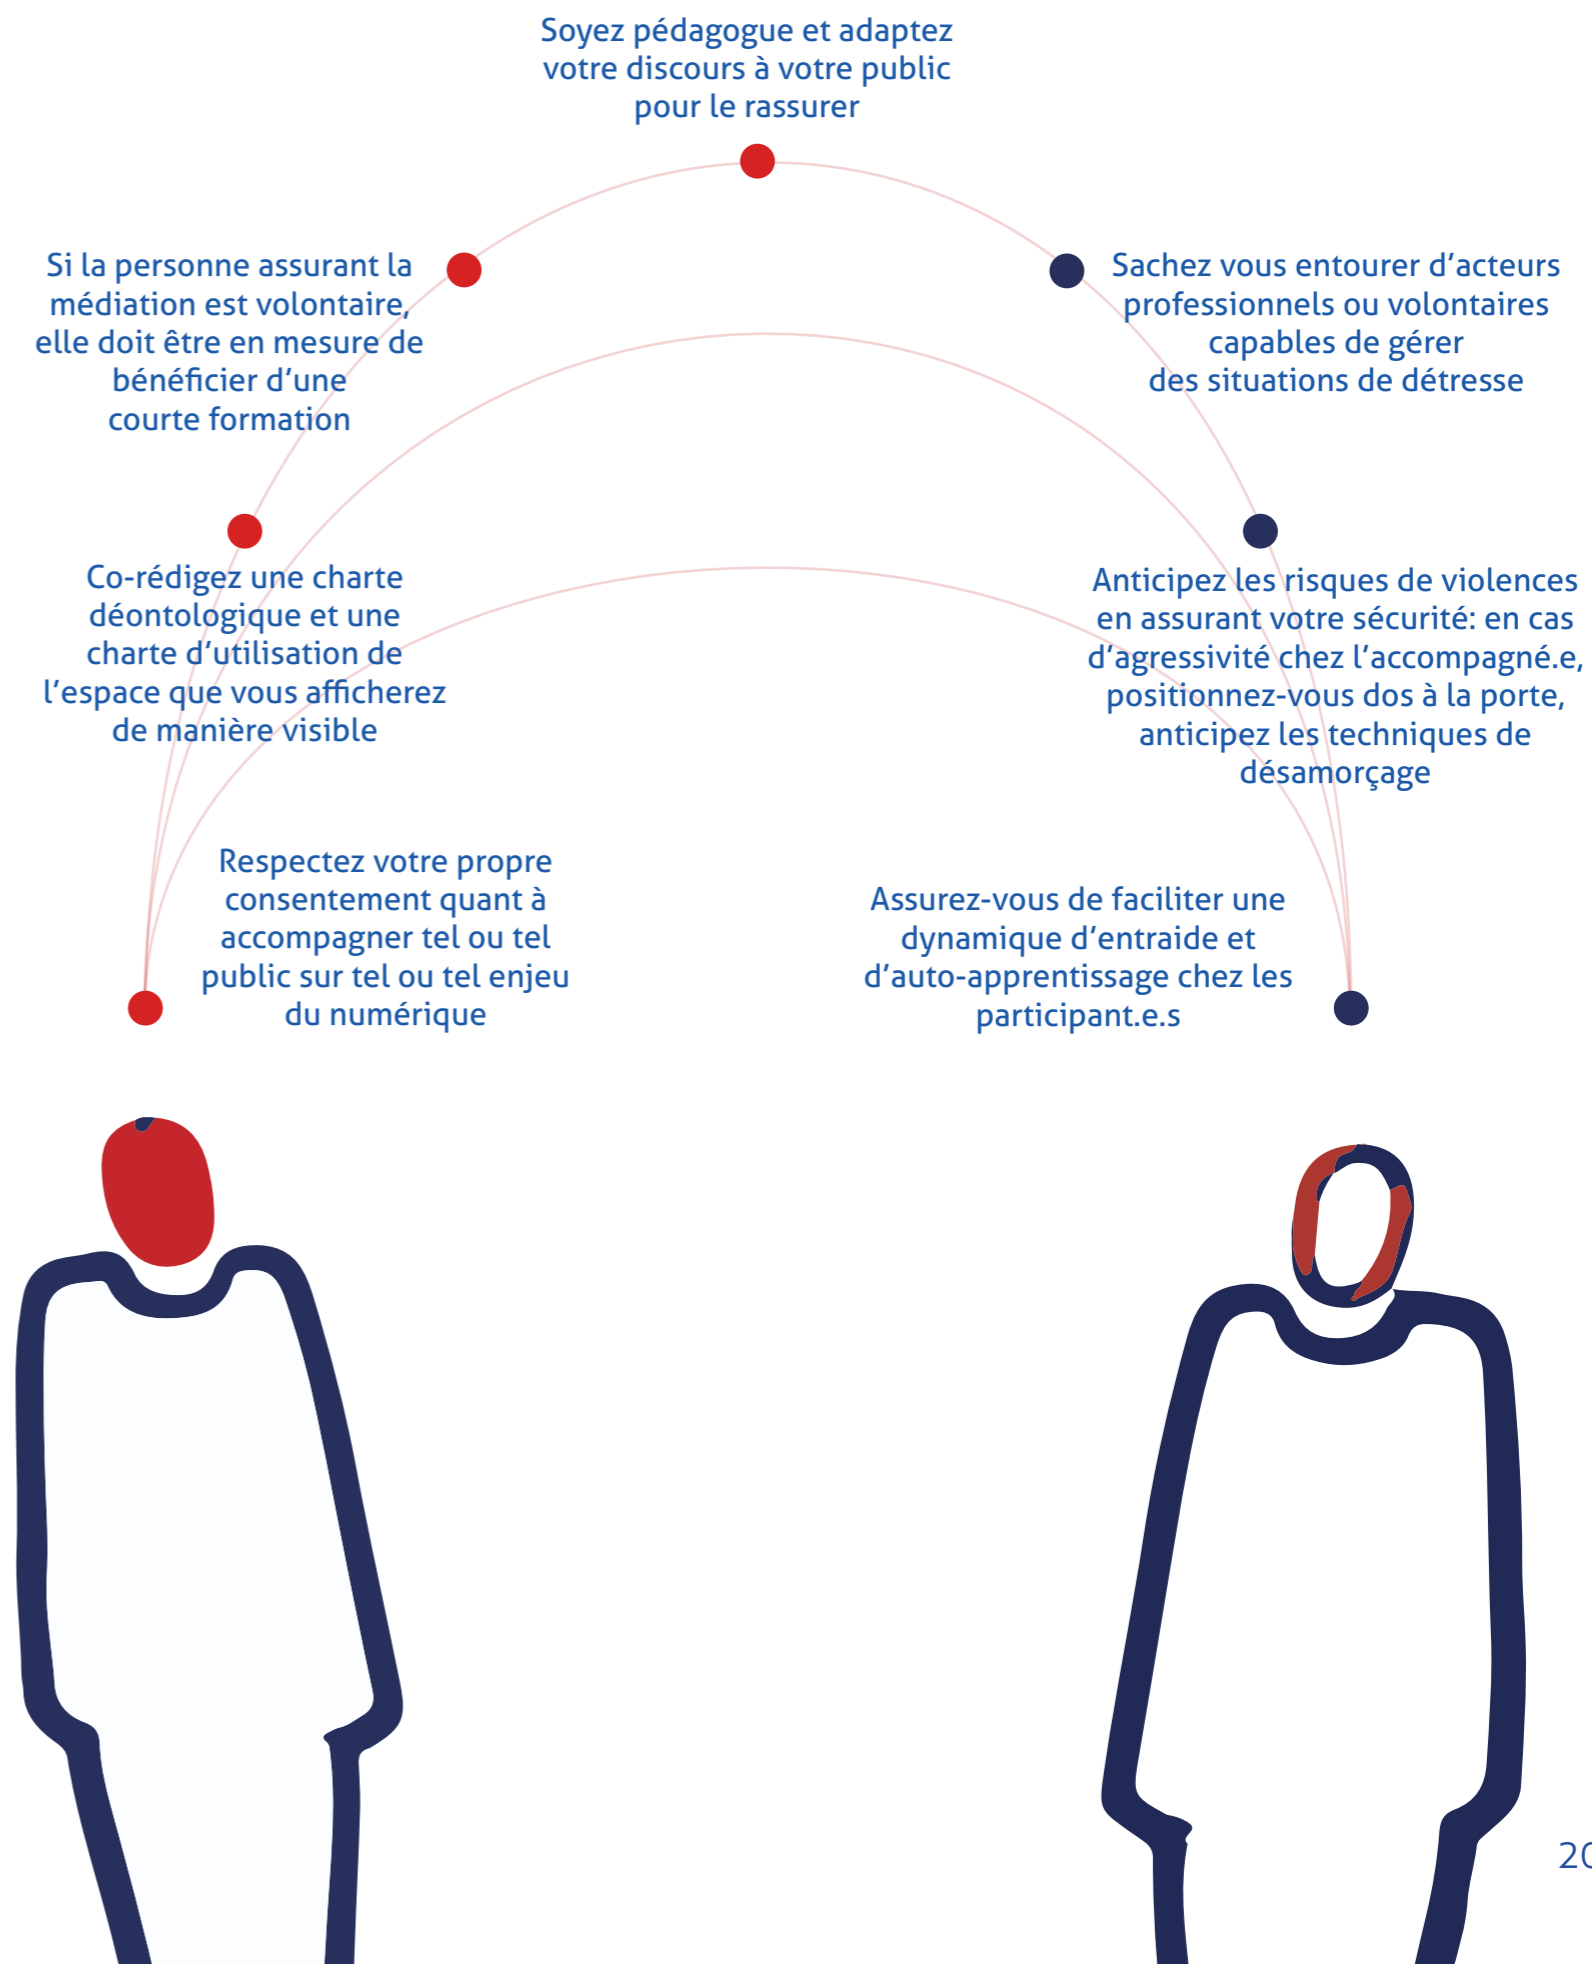 Soyez pédagogue et adaptez
votre discours à votre public
pour le rassurer
Si la personne assurant la
médiation est volontaire,
elle doit être en mesure de
bénéficier d’une
courte formation
Sachez vous entourer d’acteurs
professionnels ou volontaires
capables de gérer
des situations de détresse
Co-rédigez une charte
déontologique et une
charte d’utilisation de
l’espace que vous afficherez
de manière visible
Anticipez les risques de violences
en assurant votre sécurité: en cas
d’agressivité chez l’accompagné.e,
positionnez-vous dos à la porte,
anticipez les techniques de
désamorçage
Respectez votre propre
consentement quant à
accompagner tel ou tel
public sur tel ou tel enjeu
du numérique
Assurez-vous de faciliter une
dynamique d’entraide et
d’auto-apprentissage chez les
participant.e.s
20